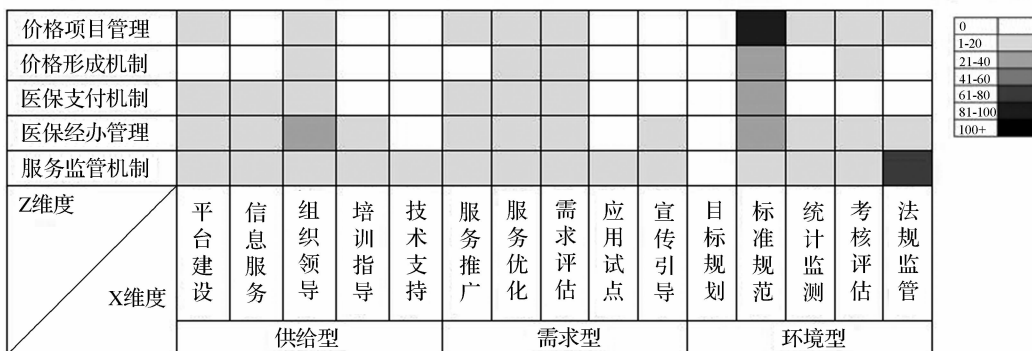 价格项目管理
价格形成机制
医保支付机制
医保经办管理
服务监管机制
Z维度
X维度
平台建设
信息服务
组织领导
培训指导
技术支持
服务推广
服务优化
需求评估
应用试点
宣传引导
目标规划
标准规范
统计监测
考核评估
法规监管
供给型
需求型
环境型
0
1-20
21-40
41-60
61-80
81-100
100+